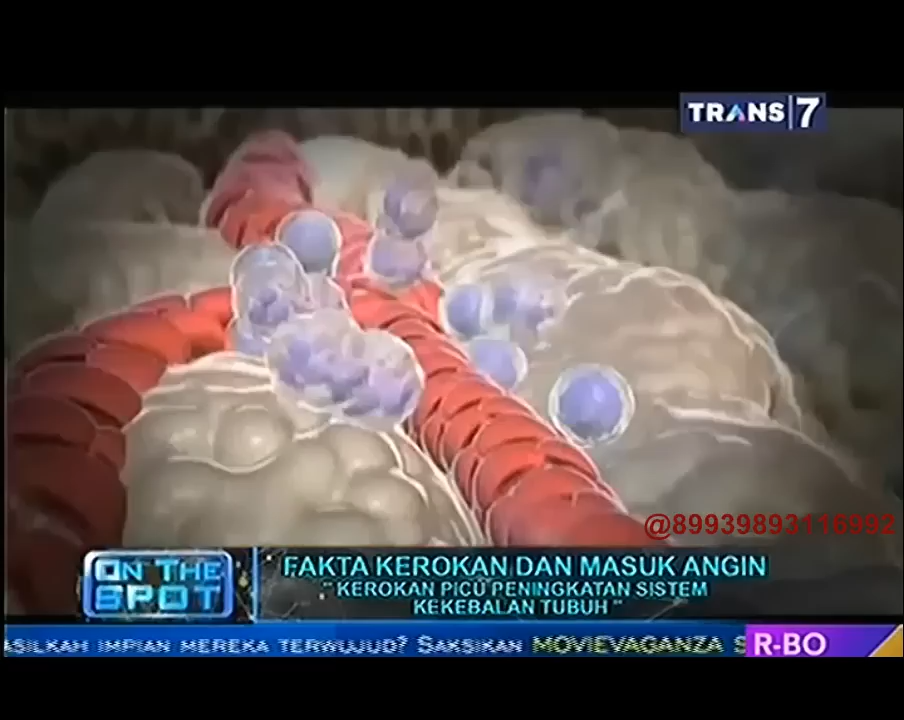 TRANS|7
@89939893116992
ON THE SPOT
FAKTA KEROKAN DAN MASUK ANGIN
" KEROKAN PICU PENINGKATAN SISTEM
KEKEBALAN TUBUH "
ASILKAH IMPIAN MEREKA TERWUJUD? SAKSIKAN MOVIEVAGANZA S
R-BO